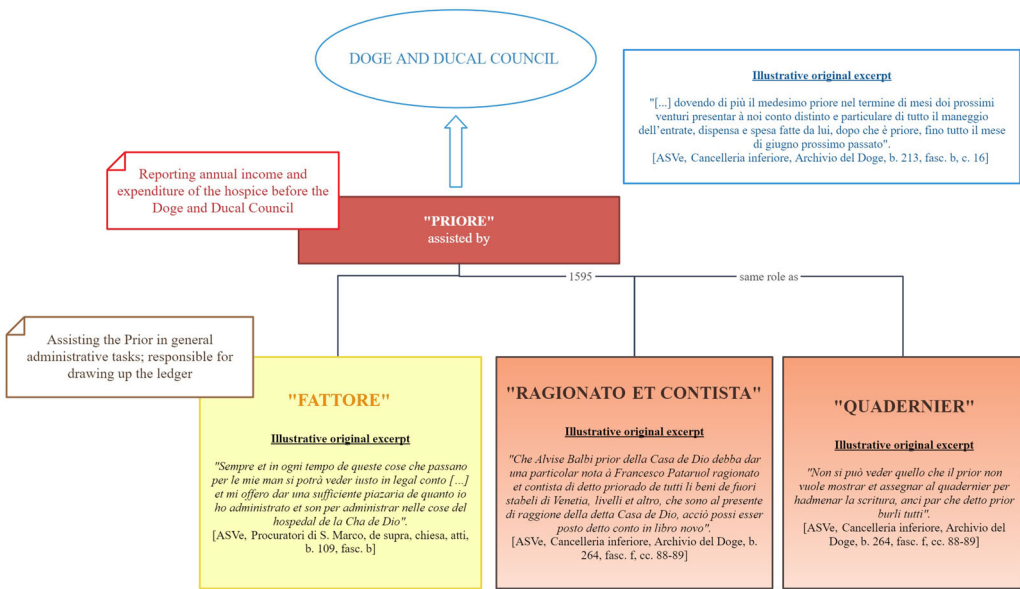 DOGE AND DUCAL COUNCIL
Illustrative original excerpt
"[...] dovendo di più il medesimo priore nel termine di mesi doi prossimi
venturi presentar à noi conto distinto e particulare di tutto il maneggio
dell'entrate, dispensa e spesa fatte da lui, dopo che è priore, fino tutto il mese
di giugno prossimo passato".
[ASVe, Cancelleria inferiore, Archivio del Doge, b. 213, fasc. b, c. 16]
Reporting annual income and
expenditure of the hospice before the
Doge and Ducal Council
"PRIORE"
assisted by
1595
same role as
Assisting the Prior in general
administrative tasks; responsible for
drawing up the ledger
"FATTORE"
Illustrative original excerpt
"Sempre et in ogni tempo de queste cose che passano
per le mie man si potrà veder iusto in legal conto [...]
et mi offero dar una sufficiente piazaria de quanto io
ho administrato et son per administrar nelle cose del
hospedal de la Cha de Dio".
[ASVe, Procuratori di S. Marco, de supra, chiesa, atti,
b. 109, fasc. b]
"RAGIONATO ET CONTISTA"
Illustrative original excerpt
"Che Alvise Balbi prior della Casa de Dio debba dar
una particolar nota à Francesco Pataruol ragionato
et contista di detto priorado de tutti li beni de fuori
stabeli di Venetia, livelli et altro, che sono al presente
di raggione della detta Casa de Dio, acciò possi esser
posto detto conto in libro novo".
[ASVe, Cancelleria inferiore, Archivio del Doge, b.
264, fasc. f, cc. 88-89]
"QUADERNIER"
Illustrative original excerpt
"Non si può veder quello che il prior non
vuole mostrar et assegnar al quadernier per
hadmenar la scritura, anci par che detto prior
burli tutti".
[ASVe, Cancelleria inferiore, Archivio del
Doge, b. 264, fasc. f, cc. 88-89]